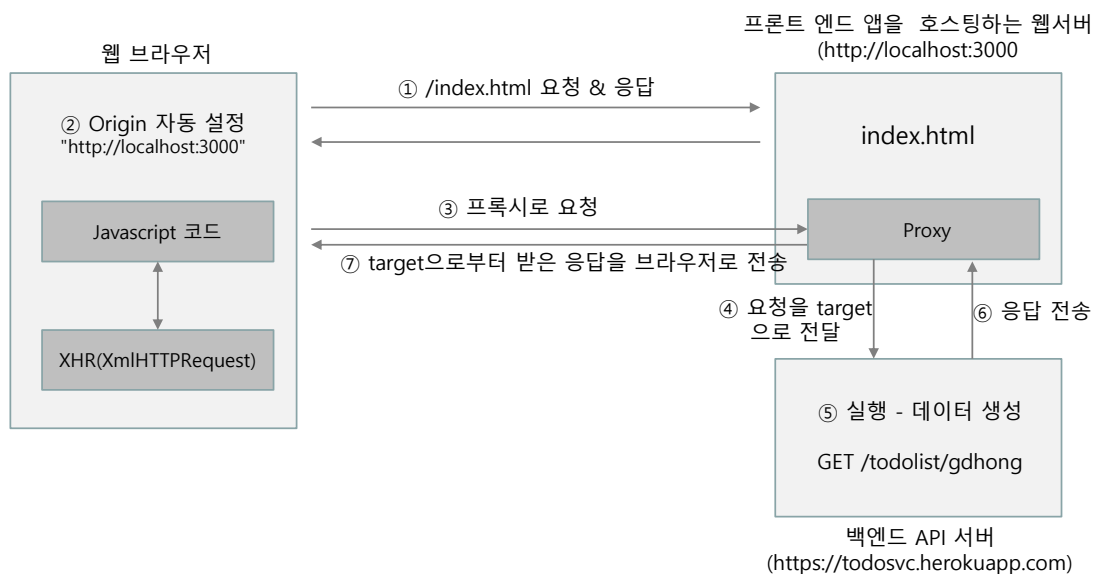 프론트 엔드 앱을 호스팅하는 웹서버
(http://localhost:3000
웹 브라우저
① /index.html 요청 & 응답
② Origin 자동 설정
"http://localhost:3000"
index.html
③ 프록시로 요청
Javascript 코드
Proxy
⑦ target으로부터 받은 응답을 브라우저로 전송
④ 요청을 target
으로 전달
⑥ 응답 전송
XHR(XmlHTTPRequest)
⑤ 실행 - 데이터 생성
GET /todolist/gdhong
백엔드 API 서버
(https://todosvc.herokuapp.com)